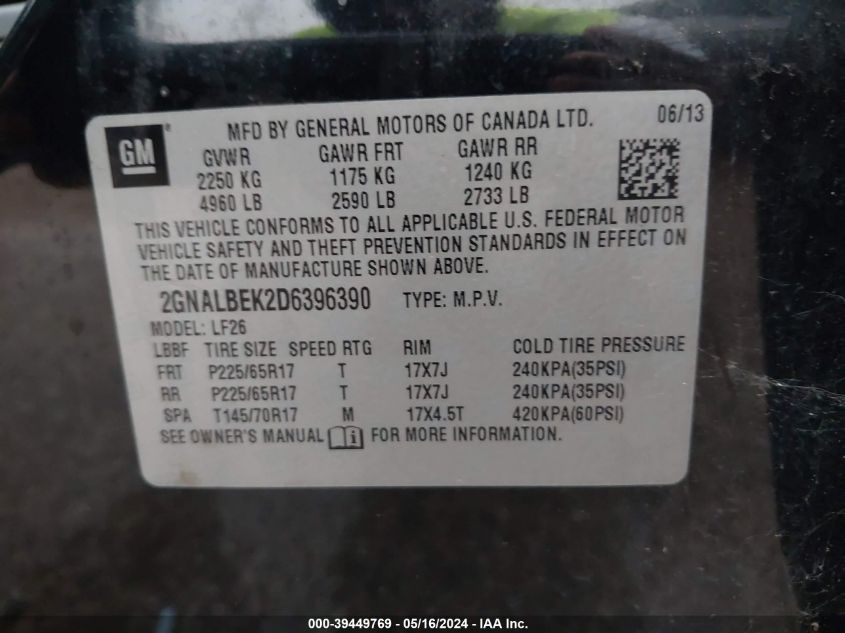 GM® MFD BY GENERAL MOTORS OF CANADA LTD. 06/13
GVWR GAWR FRT GAWR RR
2250 KG 1175 KG 1240 KG
4960 LB 2590 LB 2733 LB
THIS VEHICLE CONFORMS TO ALL APPLICABLE U.S. FEDERAL MOTOR
VEHICLE SAFETY AND THEFT PREVENTION STANDARDS IN EFFECT ON
THE DATE OF MANUFACTURE SHOWN ABOVE.
2GNALBEK2D6396390 TYPE: M.P.V.
MODEL: LF26
LBBF TIRE SIZE SPEED RTG RIM COLD TIRE PRESSURE
FRT P225/65R17 T 17X7J 240KPA(35PSI)
RR P225/65R17 T 17X7J 240KPA(35PSI)
SPA T145/70R17 M 17X4.5T 420KPA(60PSI)
SEE OWNER'S MANUAL FOR MORE INFORMATION.
000-39449769 - 05/16/2024 - IAA Inc.